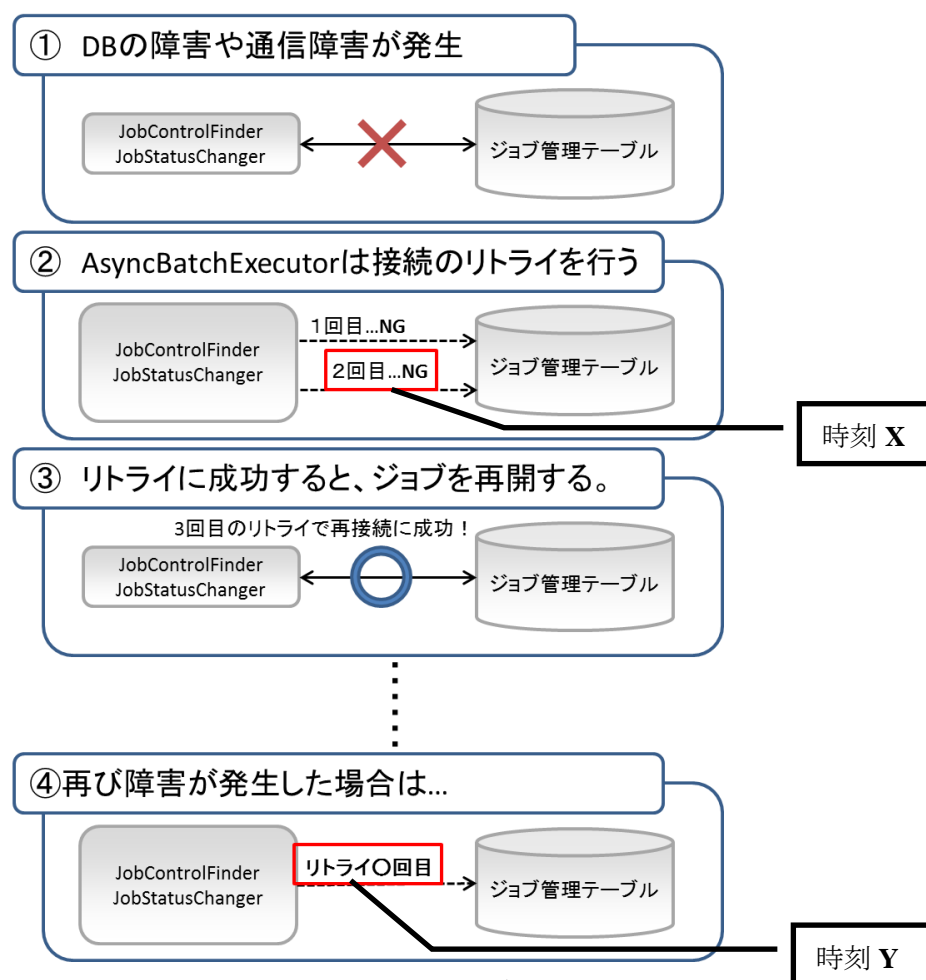 ① DBの障害や通信障害が発生
JobControlFinder
JobStatusChanger
ジョブ管理テーブル
② AsyncBatchExecutorは接続のリトライを行う
JobControlFinder
JobStatusChanger
1回目...NG
2回目...NG
ジョブ管理テーブル
時刻 X
③ リトライに成功すると、ジョブを再開する。
3回目のリトライで再接続に成功！
JobControlFinder
JobStatusChanger
ジョブ管理テーブル
④再び障害が発生した場合は...
JobControlFinder
JobStatusChanger
リトライ〇回目
ジョブ管理テーブル
時刻 Y